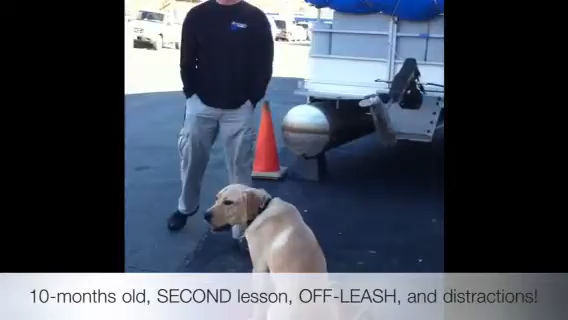 10-months old, SECOND lesson, OFF-LEASH, and distractions!